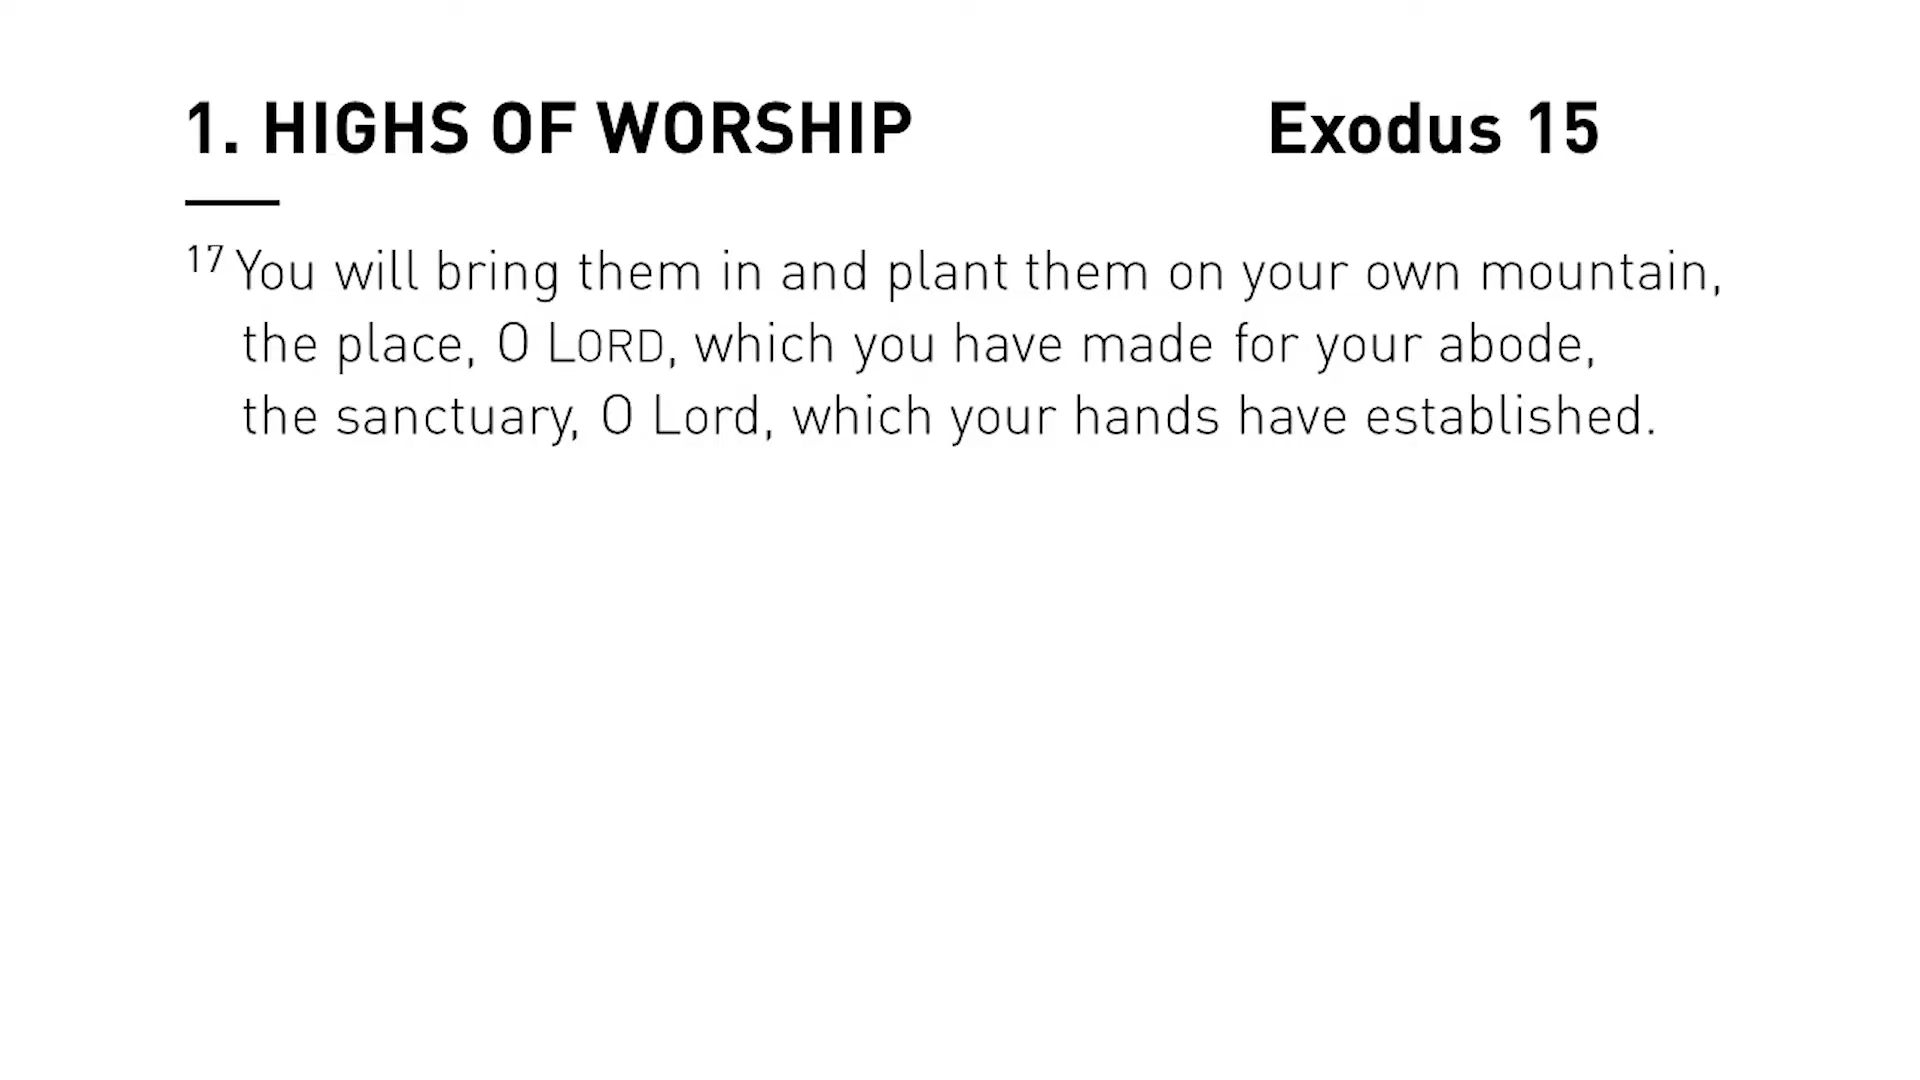 1. HIGHS OF WORSHIP Exodus 15
17 You will bring them in and plant them on your own mountain,
the place, O LORD, which you have made for your abode,
the sanctuary, O Lord, which your hands have established.